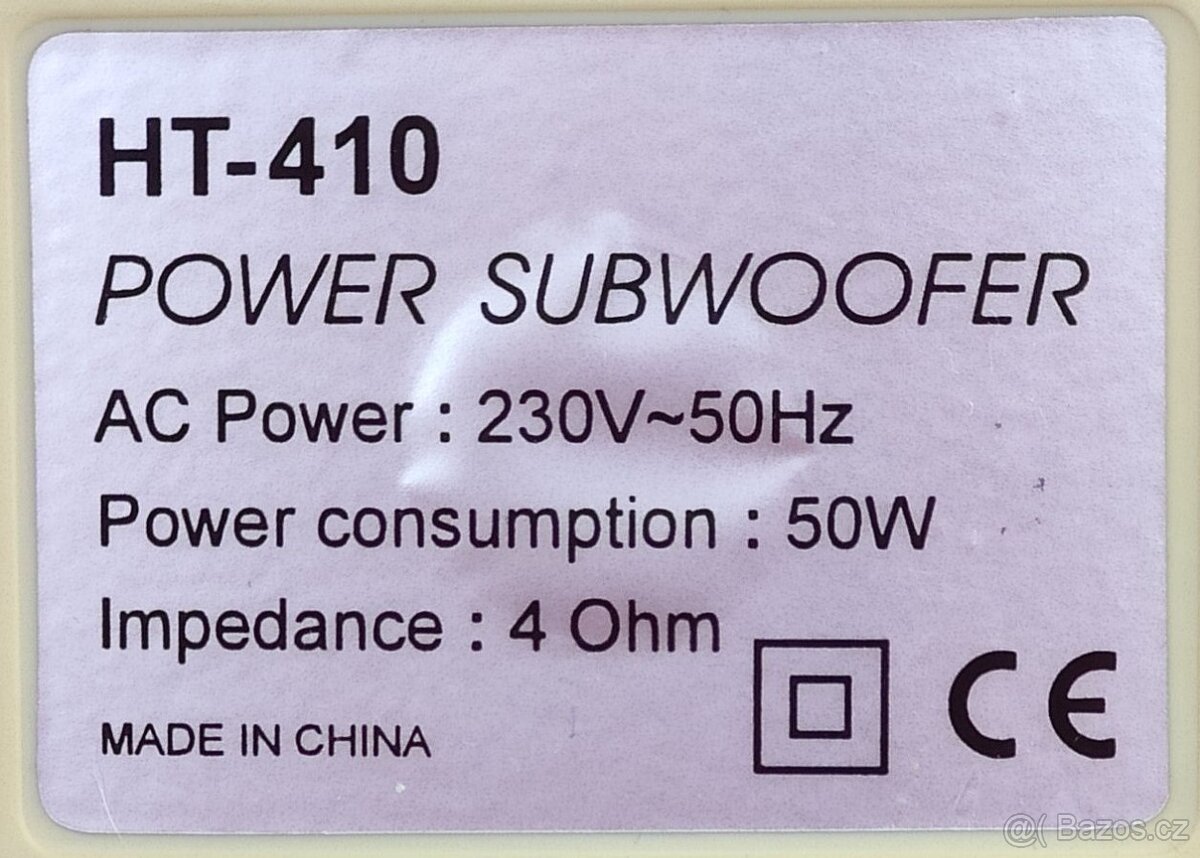 HT-410
POWER SUBWOOFER
AC Power : 230V~50Hz
Power consumption : 50W
Impedance : 4 Ohm
CE
MADE IN CHINA
@( Bazos.cz